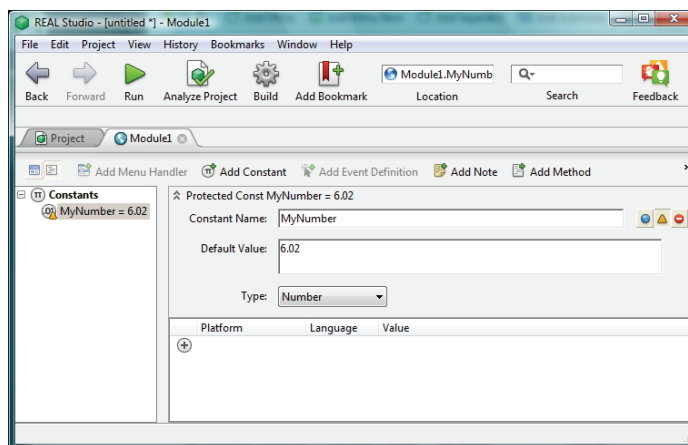 REAL Studio - [untitled *] - Module1
File Edit Project View History Bookmarks Window Help
Back Forward Run Analyze Project Build Add Bookmark Module1.MyNumb Location Search Feedback
Project Module1
Add Menu Handler Add Constant Add Event Definition Add Note Add Method
Constants
MyNumber = 6.02
Protected Const MyNumber = 6.02
Constant Name: MyNumber
Default Value: 6.02
Type: Number
Platform Language Value